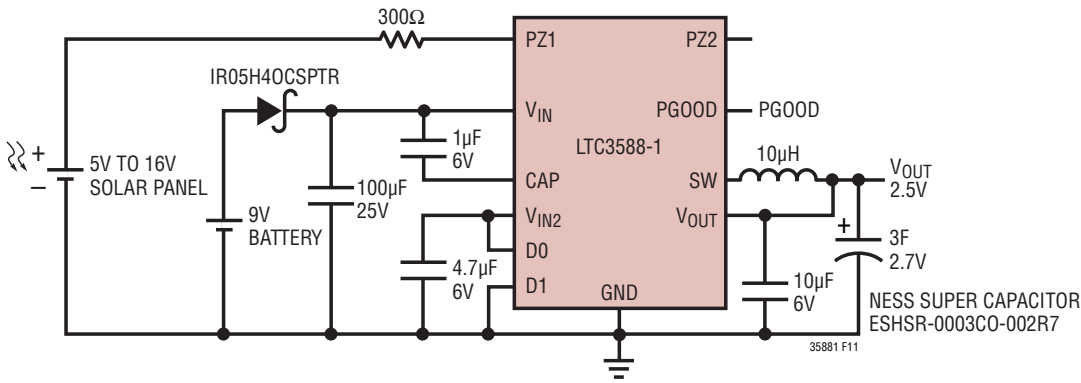 300Ω
PZ1
PZ2
IR05H4OCSPTR
VIN
PGOOD
PGOOD
LTC3588-1
1µF
6V
10µH
5V TO 16V
SOLAR PANEL
+
–
100µF
25V
CAP
SW
VOUT
2.5V
9V
BATTERY
VIN2
VOUT
D0
+
3F
2.7V
4.7µF
6V
D1
GND
10µF
6V
NESS SUPER CAPACITOR
ESHSR-0003CO-002R7
35881 F11